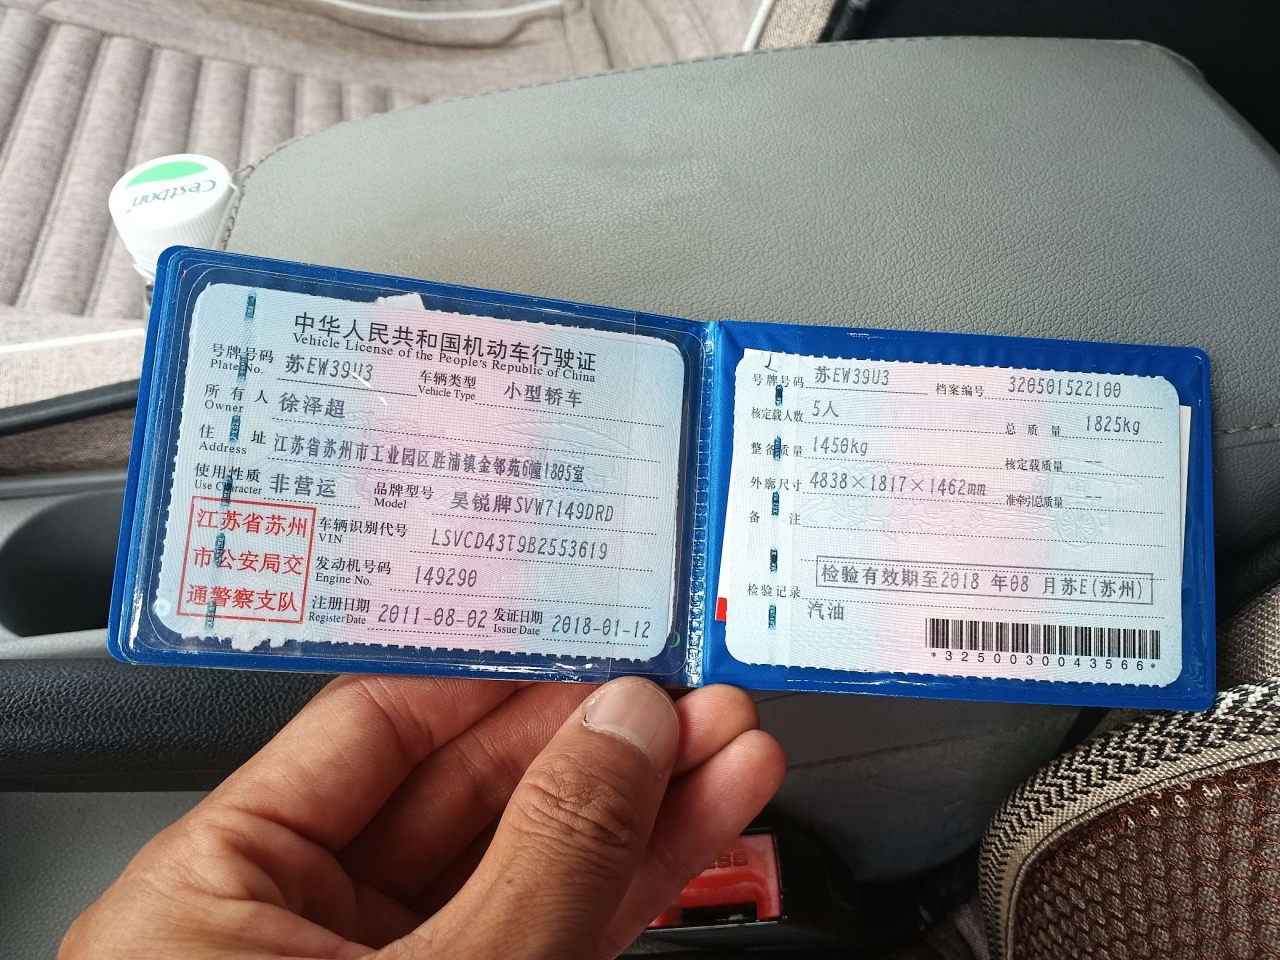 Cestbon
中华人民共和国机动车行驶证
Vehicle License of the People's Republic of China
号牌号码 苏EW39U3 车辆类型 小型轿车
Plate No. Vehicle Type
所有人 徐泽超
Owner
住址 江苏省苏州市工业园区胜浦镇金邻苑6幢1805室
Address
使用性质 非营运 品牌型号 昊锐牌SVW7149DRD
Use Character Model
江苏省苏州
市公安局交
通警察支队
车辆识别代号 LSVCD43T9B2553619
VIN
发动机号码 149290
Engine No.
注册日期 2011-08-02 发证日期 2018-01-12
Register Date Issue Date
号牌号码 苏EW39U3 档案编号 320501522100
核定载人数 5人 总质量 1825kg
整备质量 1450kg 核定载质量 --
外廓尺寸 4838×1817×1462mm 准牵引总质量 --
备注
检验有效期至2018 年08 月苏E(苏州)
检验记录
汽油
*3250030043566*